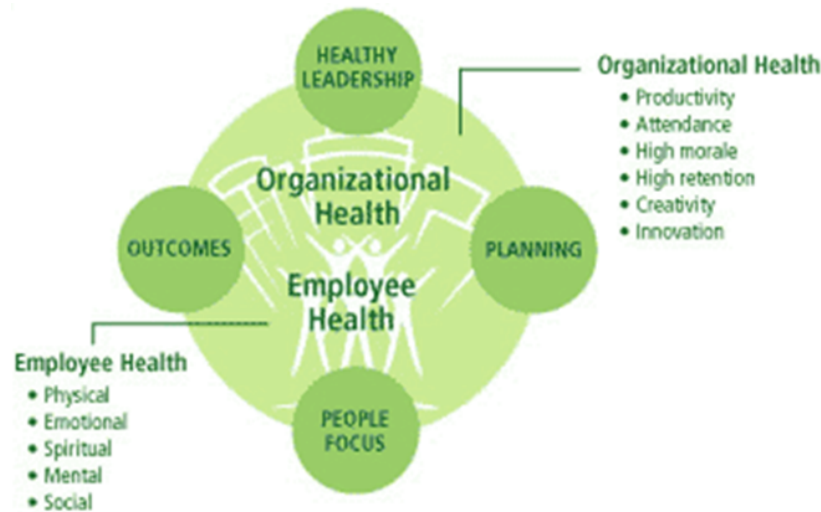 HEALTHY
LEADERSHIP
Organizational Health
• Productivity
• Attendance
• High morale
• High retention
• Creativity
• Innovation
Organizational
Health
OUTCOMES
PLANNING
Employee
Health
Employee Health
• Physical
• Emotional
• Spiritual
• Mental
• Social
PEOPLE
FOCUS